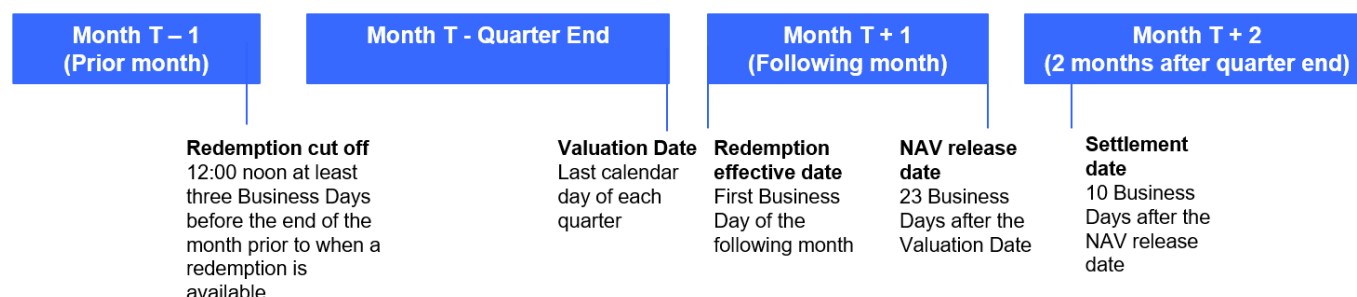 Month T – 1
(Prior month)
Month T - Quarter End
Month T + 1
(Following month)
Month T + 2
(2 months after quarter end)
Redemption cut off
12:00 noon at least
three Business Days
before the end of the
month prior to when a
redemption is
available
Valuation Date
Last calendar
day of each
quarter
Redemption
effective date
First Business
Day of the
following month
NAV release
date
23 Business
Days after the
Valuation Date
Settlement
date
10 Business
Days after the
NAV release
date